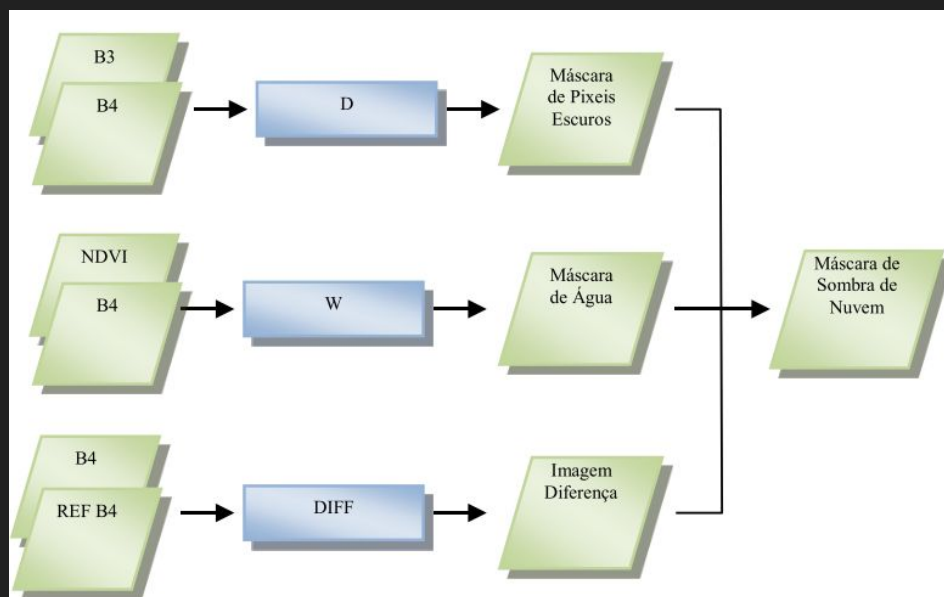 B3
B4
D
Máscara
de Pixeis
Escuros
NDVI
B4
W
Máscara
de Água
Máscara de
Sombra de
Nuvem
B4
REF B4
DIFF
Imagem
Diferença